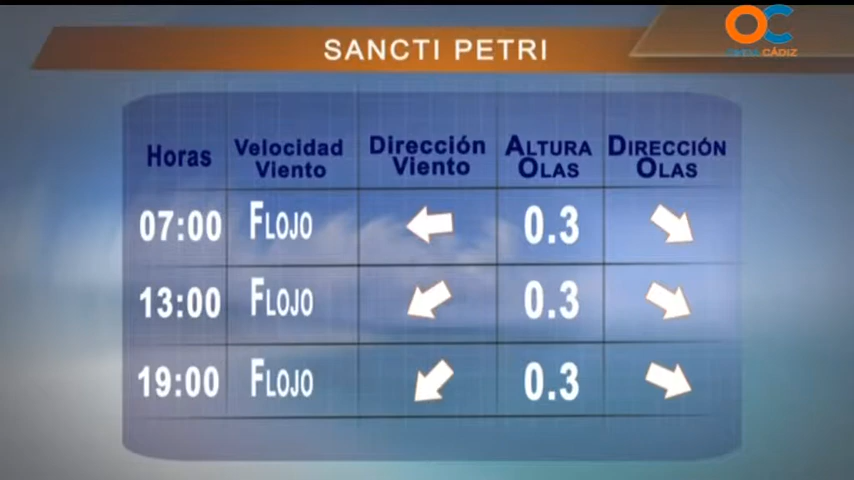 OC
CÁDIZ
SANCTI PETRI
Horas Velocidad Viento Dirección Viento ALTURA OLAS DIRECCIÓN OLAS
07:00 FLOJO 0.3
13:00 FLOJO 0.3
19:00 FLOJO 0.3